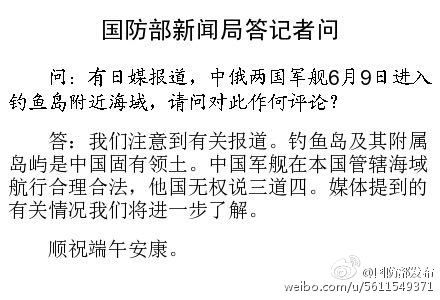 国防部新闻局答记者问
问：有日媒报道，中俄两国军舰6月9日进入
钓鱼岛附近海域，请问对此作何评论？
答：我们注意到有关报道。钓鱼岛及其附属
岛屿是中国固有领土。中国军舰在本国管辖海域
航行合理合法，他国无权说三道四。媒体提到的
有关情况我们将进一步了解。
顺祝端午安康。
@国防部发布
weibo.com/u/5611549371